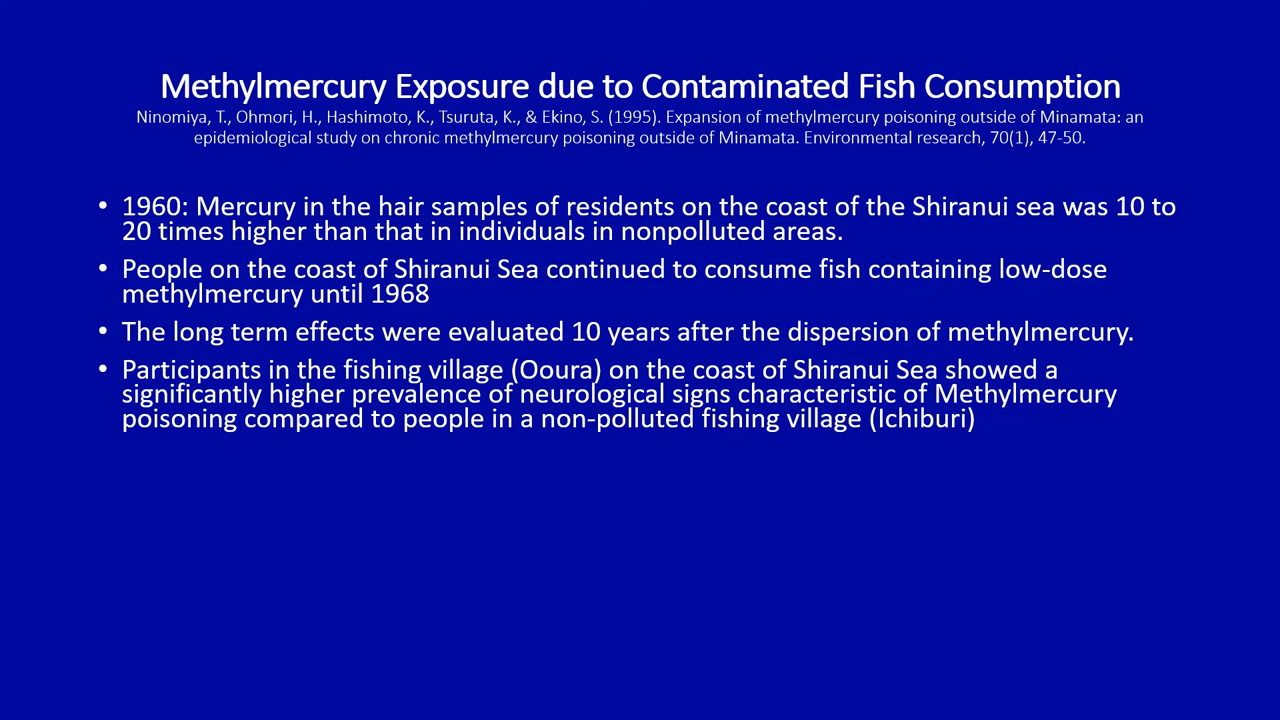 Methylmercury Exposure due to Contaminated Fish Consumption
Ninomiya, T., Ohmori, H., Hashimoto, K., Tsuruta, K., & Ekino, S. (1995). Expansion of methylmercury poisoning outside of Minamata: an
epidemiological study on chronic methylmercury poisoning outside of Minamata. Environmental research, 70(1), 47-50.
• 1960: Mercury in the hair samples of residents on the coast of the Shiranui sea was 10 to
20 times higher than that in individuals in nonpolluted areas.
• People on the coast of Shiranui Sea continued to consume fish containing low-dose
methylmercury until 1968
• The long term effects were evaluated 10 years after the dispersion of methylmercury.
• Participants in the fishing village (Ooura) on the coast of Shiranui Sea showed a
significantly higher prevalence of neurological signs characteristic of Methylmercury
poisoning compared to people in a non-polluted fishing village (Ichiburi)